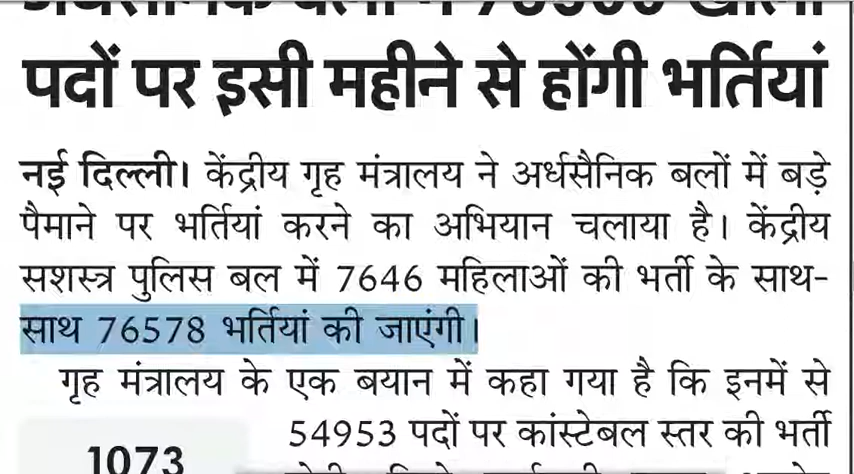 पदों पर इसी महीने से होंगी भर्तियां
नई दिल्ली। केंद्रीय गृह मंत्रालय ने अर्धसैनिक बलों में बड़े
पैमाने पर भर्तियां करने का अभियान चलाया है। केंद्रीय
सशस्त्र पुलिस बल में 7646 महिलाओं की भर्ती के साथ-
साथ 76578 भर्तियां की जाएंगी।
गृह मंत्रालय के एक बयान में कहा गया है कि इनमें से
54953 पदों पर कांस्टेबल स्तर की भर्ती
1073